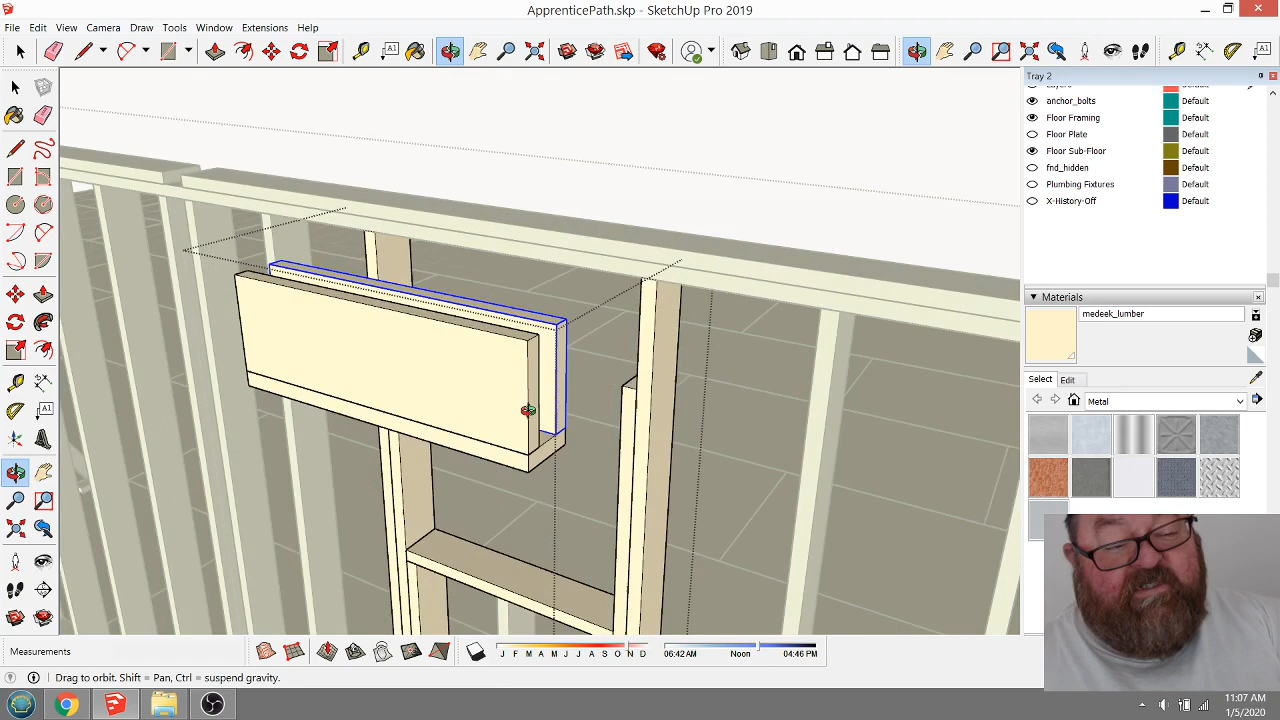 ApprenticePath.skp - SketchUp Pro 2019
File Edit View Camera Draw Tools Window Extensions Help
Tray 2
Layers
anchor_bolts Default
Floor Framing Default
Floor Plate Default
Floor Sub-Floor Default
fnd_hidden Default
Plumbing Fixtures Default
X-History-Off Default
Materials
medeek_lumber
Select Edit
Metal
Measurements
J F M A M J J A S O N D
06:42 AM Noon 04:46 PM
Drag to orbit. Shift = Pan, Ctrl = suspend gravity.
11:07 AM
1/5/2020